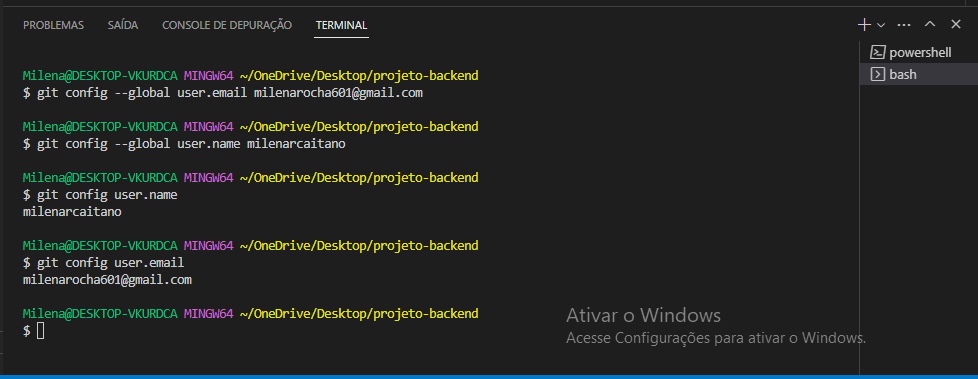 PROBLEMAS SAÍDA CONSOLE DE DEPURAÇÃO TERMINAL
powershell
bash
Milena@DESKTOP-VKURDCA MINGW64 ~/OneDrive/Desktop/projeto-backend
$ git config --global user.email milenarocha601@gmail.com
Milena@DESKTOP-VKURDCA MINGW64 ~/OneDrive/Desktop/projeto-backend
$ git config --global user.name milenarcaitano
Milena@DESKTOP-VKURDCA MINGW64 ~/OneDrive/Desktop/projeto-backend
$ git config user.name
milenarcaitano
Milena@DESKTOP-VKURDCA MINGW64 ~/OneDrive/Desktop/projeto-backend
$ git config user.email
milenarocha601@gmail.com
Milena@DESKTOP-VKURDCA MINGW64 ~/OneDrive/Desktop/projeto-backend
$
Ativar o Windows
Acesse Configurações para ativar o Windows.